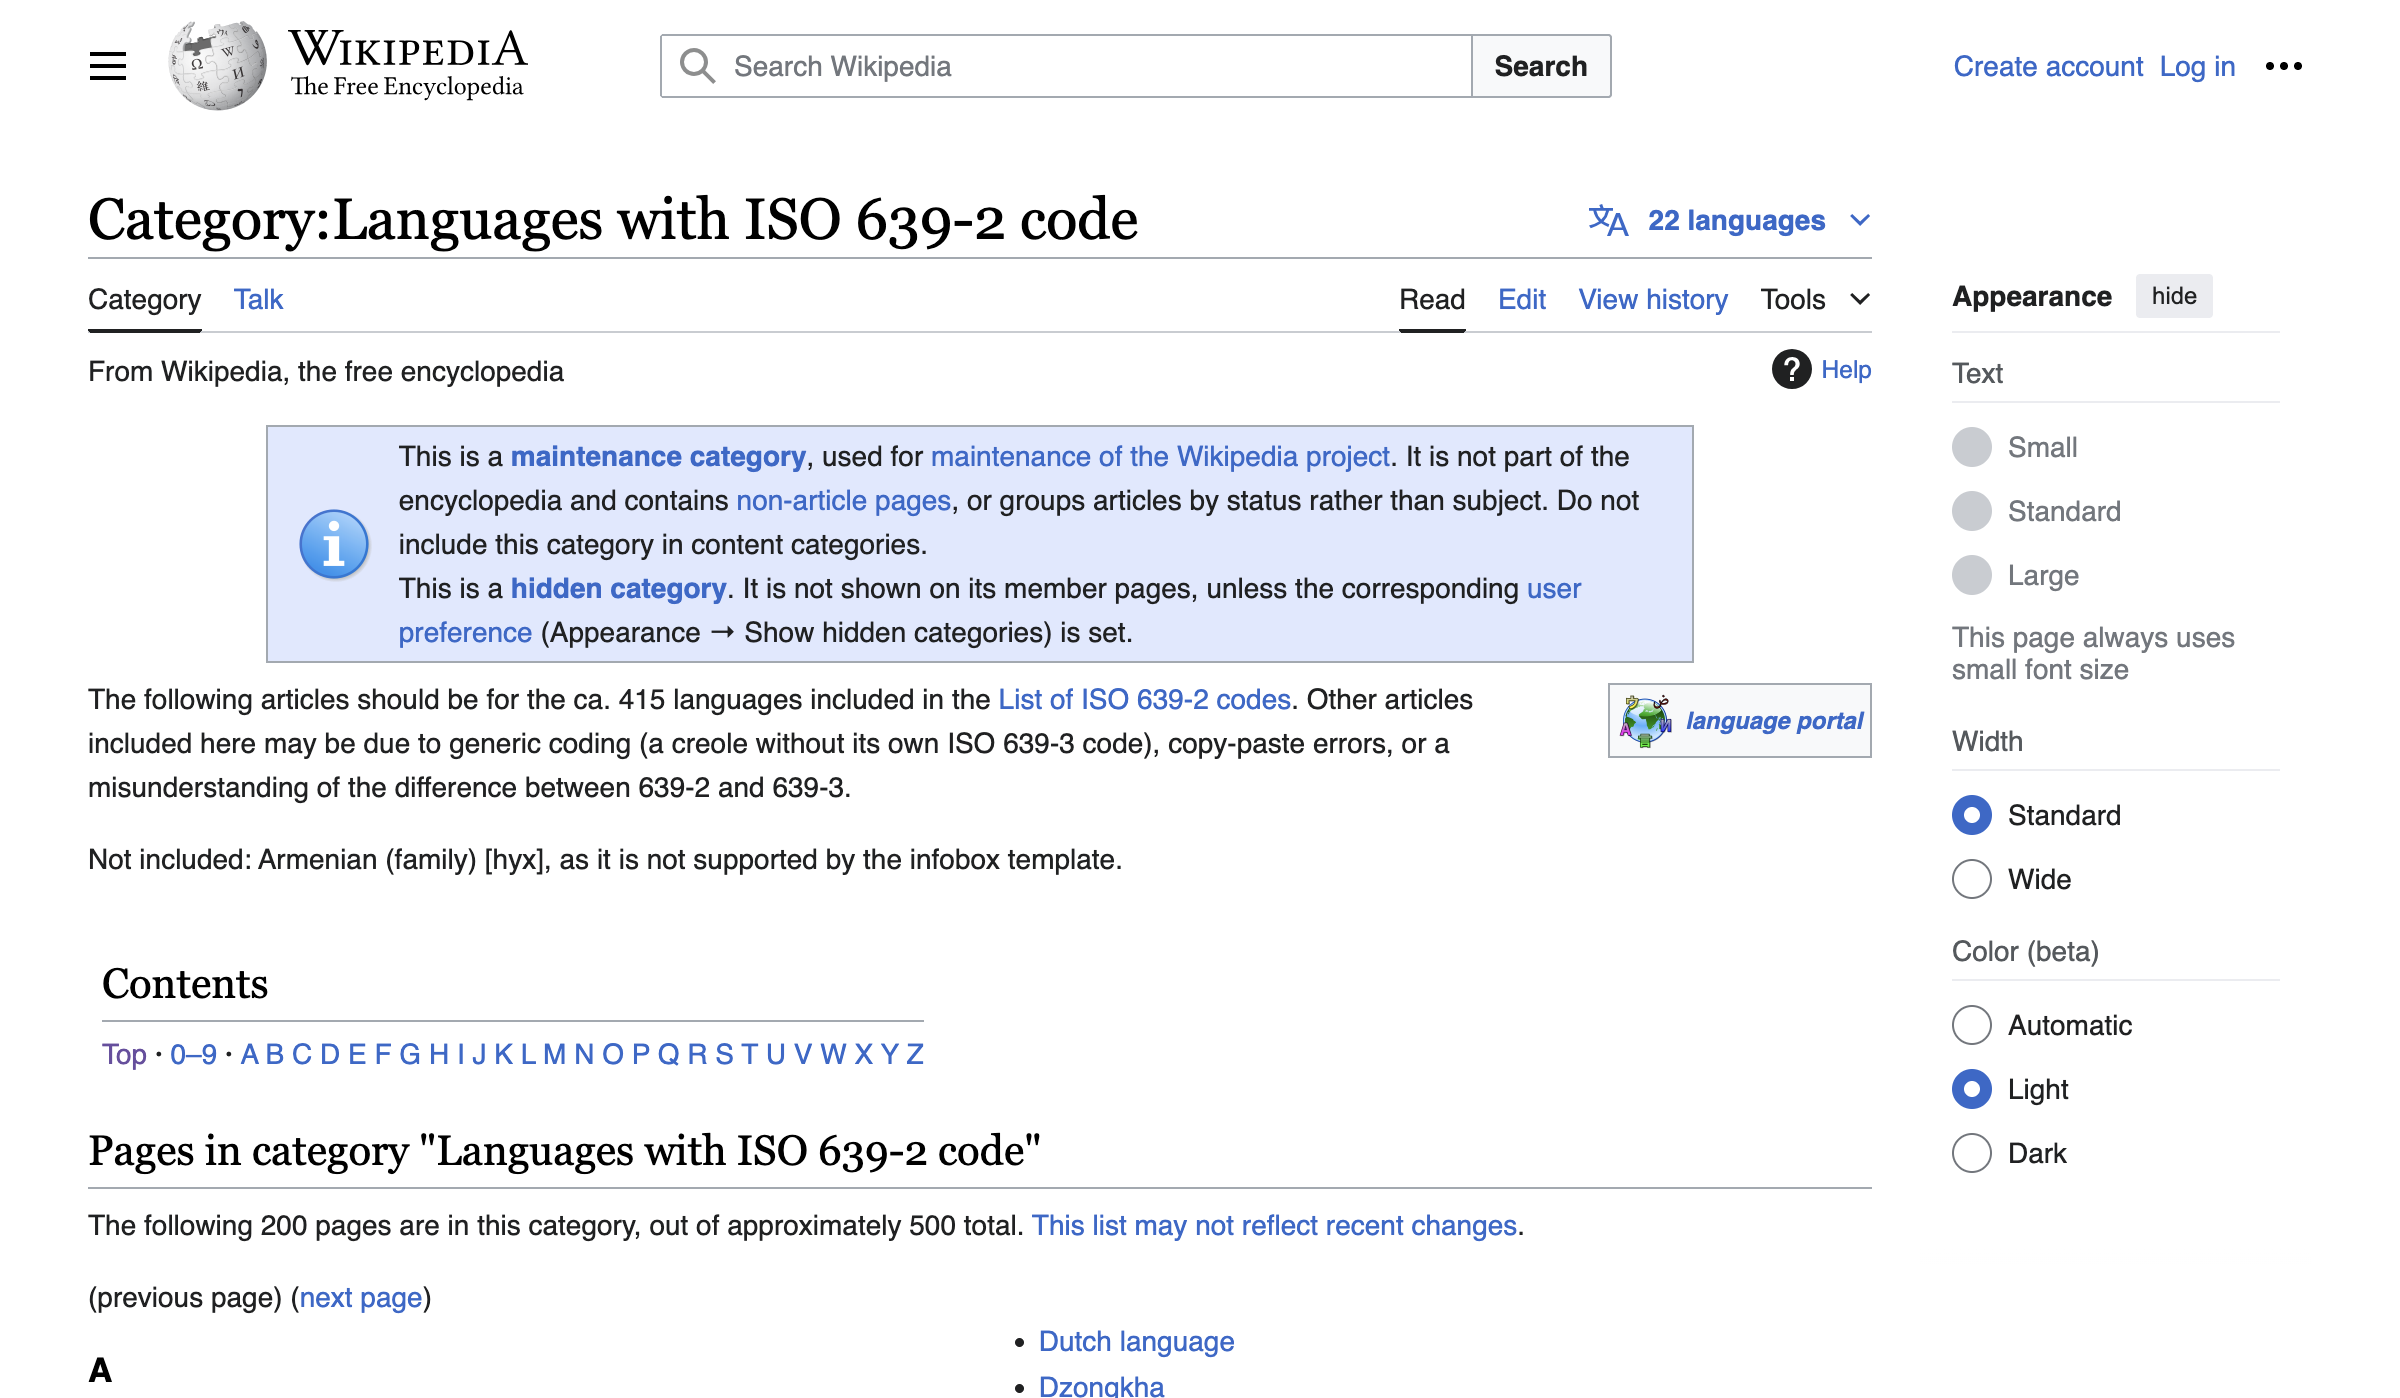 WIKIPEDIA
The Free Encyclopedia
Search Wikipedia
Search
Create account Log in
Category:Languages with ISO 639-2 code
22 languages
Category Talk
Read Edit View history Tools
From Wikipedia, the free encyclopedia
Help
This is a maintenance category, used for maintenance of the Wikipedia project. It is not part of the
encyclopedia and contains non-article pages, or groups articles by status rather than subject. Do not
include this category in content categories.
This is a hidden category. It is not shown on its member pages, unless the corresponding user
preference (Appearance → Show hidden categories) is set.
The following articles should be for the ca. 415 languages included in the List of ISO 639-2 codes. Other articles
included here may be due to generic coding (a creole without its own ISO 639-3 code), copy-paste errors, or a
misunderstanding of the difference between 639-2 and 639-3.
language portal
Not included: Armenian (family) [hyx], as it is not supported by the infobox template.
Contents
Top · 0–9 · A B C D E F G H I J K L M N O P Q R S T U V W X Y Z
Pages in category "Languages with ISO 639-2 code"
The following 200 pages are in this category, out of approximately 500 total. This list may not reflect recent changes.
(previous page) (next page)
A
• Dutch language
• Dzongkha
Appearance hide
Text
Small
Standard
Large
This page always uses
small font size
Width
Standard
Wide
Color (beta)
Automatic
Light
Dark